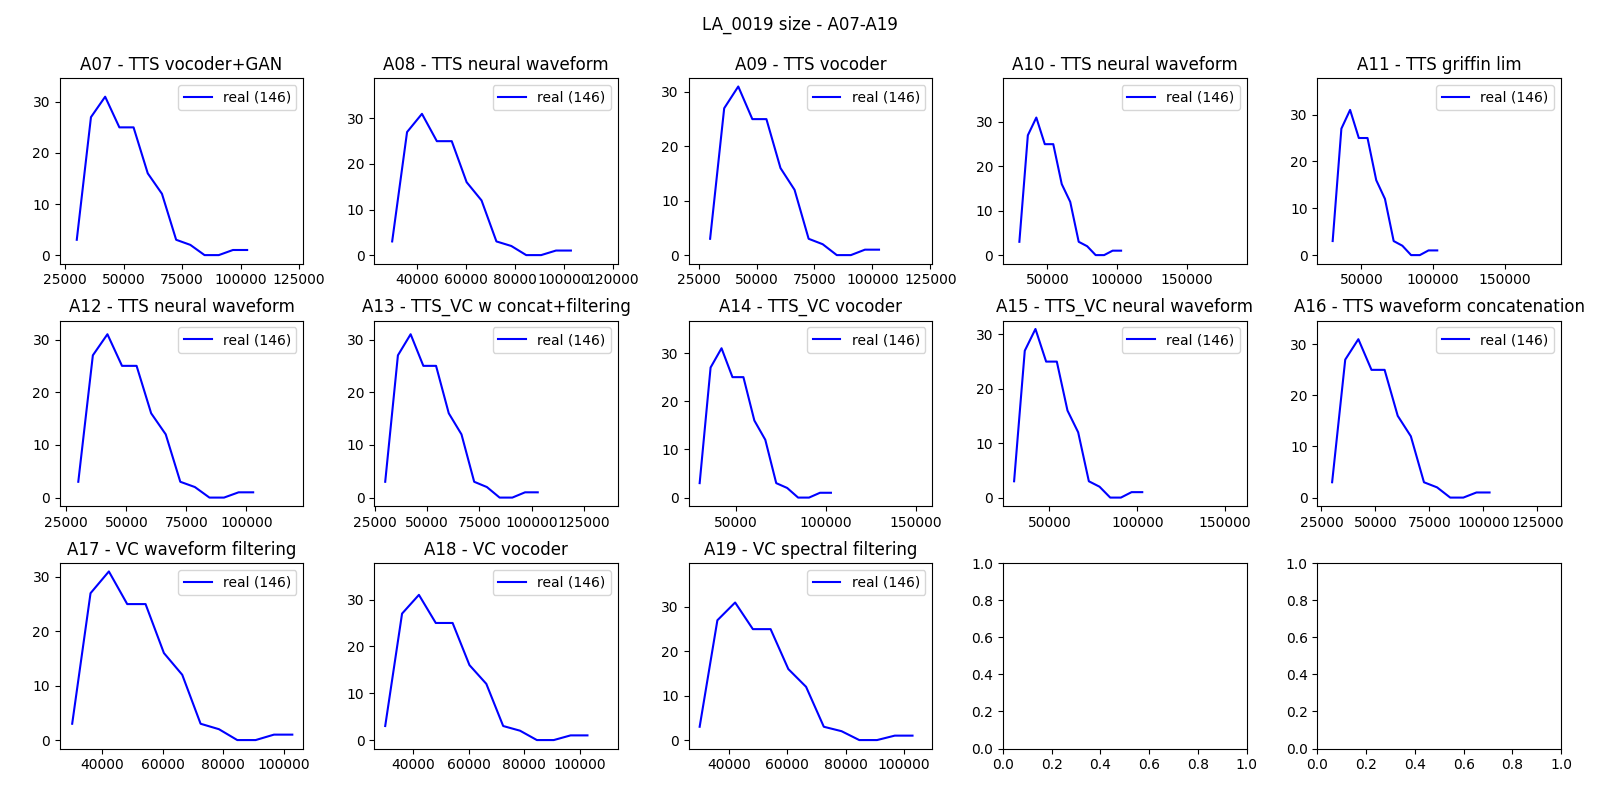 LA_0019 size - A07-A19
A07 - TTS vocoder+GAN
A08 - TTS neural waveform
A09 - TTS vocoder
A10 - TTS neural waveform
A11 - TTS griffin lim
real (146)
real (146)
real (146)
real (146)
real (146)
30
20
10
0
25000 50000 75000 100000 125000
30
20
10
0
40000 60000 80000 100000 120000
30
20
10
0
25000 50000 75000 100000 125000
30
20
10
0
50000 100000 150000
30
20
10
0
50000 100000 150000
A12 - TTS neural waveform
A13 - TTS_VC w concat+filtering
A14 - TTS_VC vocoder
A15 - TTS_VC neural waveform
A16 - TTS waveform concatenation
real (146)
real (146)
real (146)
real (146)
real (146)
30
20
10
0
25000 50000 75000 100000
30
20
10
0
25000 50000 75000 100000 125000
30
20
10
0
50000 100000 150000
30
20
10
0
50000 100000 150000
30
20
10
0
25000 50000 75000 100000 125000
A17 - VC waveform filtering
A18 - VC vocoder
A19 - VC spectral filtering
real (146)
real (146)
real (146)
30
20
10
0
40000 60000 80000 100000
30
20
10
0
40000 60000 80000 100000
30
20
10
0
40000 60000 80000 100000
1.0
0.8
0.6
0.4
0.2
0.0
0.0 0.2 0.4 0.6 0.8 1.0
1.0
0.8
0.6
0.4
0.2
0.0
0.0 0.2 0.4 0.6 0.8 1.0